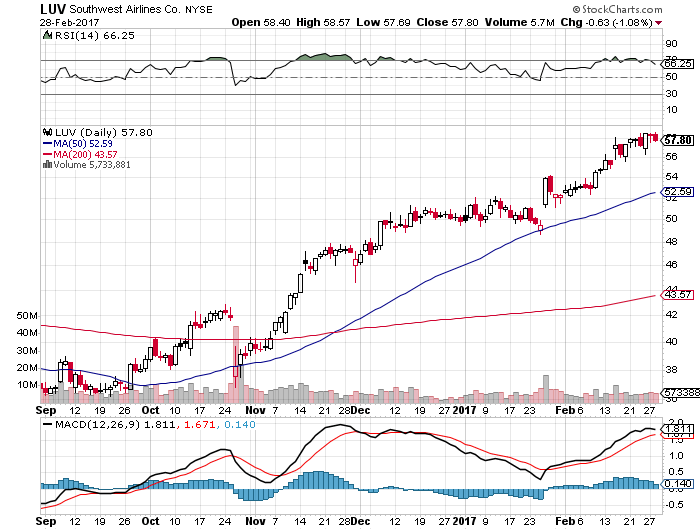 LUV Southwest Airlines Co. NYSE © StockCharts.com
28-Feb-2017 Open 58.40 High 58.57 Low 57.69 Close 57.80 Volume 5.7M Chg -0.63 (-1.08%)
RSI(14) 66.25
90
70
66.25
50
30
10
LUV (Daily) 57.80
MA(50) 52.59
MA(200) 43.57
Volume 5,733,881
57.80
56
54
52.59
52
50
48
46
44
43.57
42
40
38
36
50M
40M
30M
20M
10M
573388
Sep 12 19 26 Oct 10 17 24 Nov 7 14 21 28 Dec 12 19 27 2017 9 17 23 Feb 6 13 21 27
MACD(12,26,9) 1.811, 1.671, 0.140
2.0
1.811
1.671
1.5
1.0
0.5
0.140
0.0
-0.5
Sep 12 19 26 Oct 10 17 24 Nov 7 14 21 28 Dec 12 19 27 2017 9 17 23 Feb 6 13 21 27